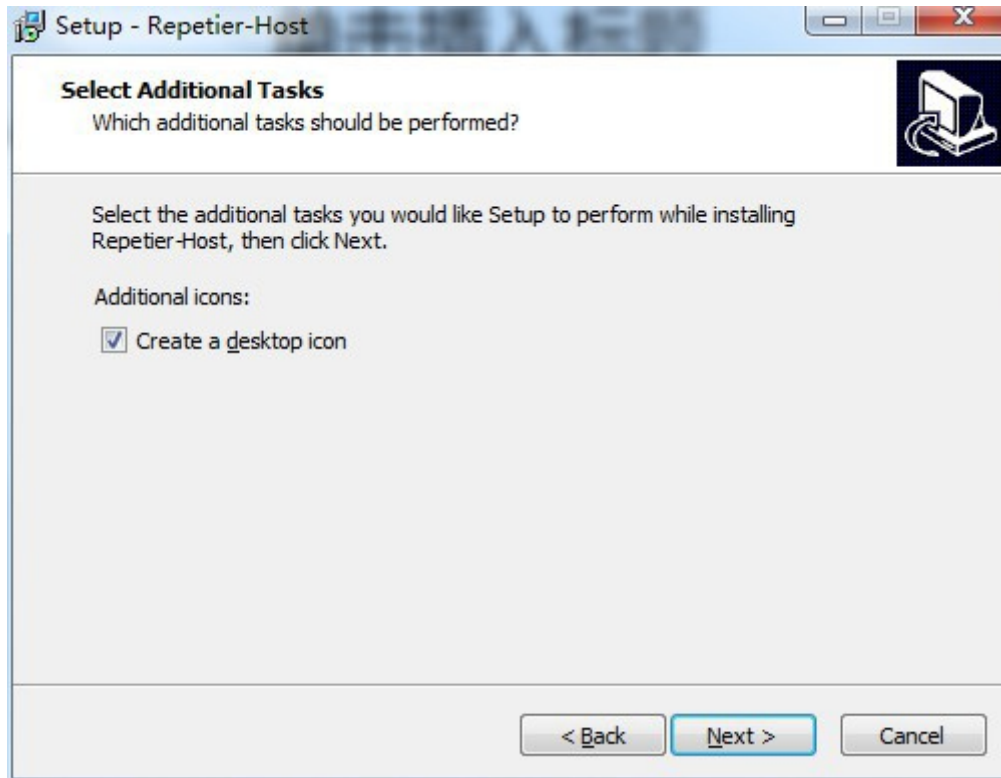 Setup - Repetier-Host
Select Additional Tasks
Which additional tasks should be performed?
Select the additional tasks you would like Setup to perform while installing
Repetier-Host, then click Next.
Additional icons:
Create a desktop icon
< Back
Next >
Cancel